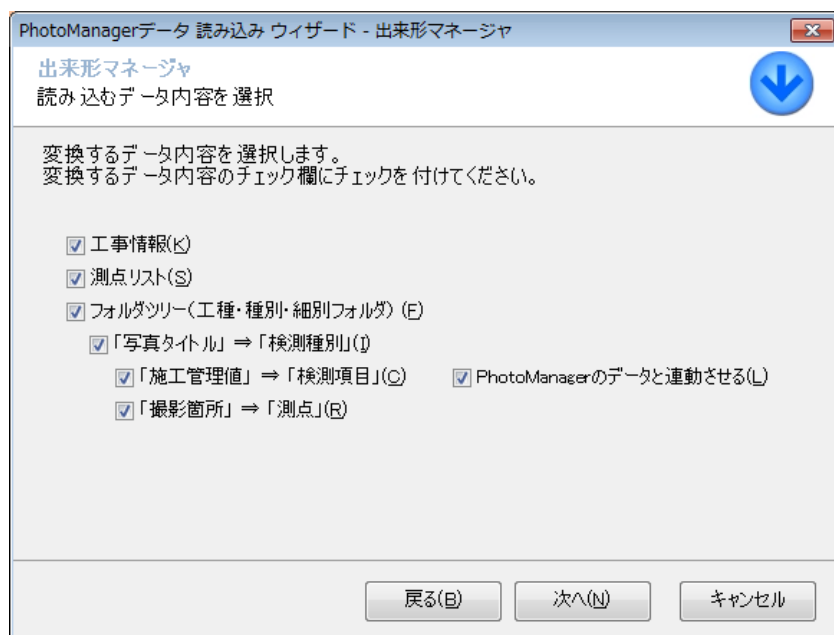 PhotoManagerデータ 読み込み ウィザード - 出来形マネージャ
出来形マネージャ
読み込むデータ内容を選択
変換するデータ内容を選択します。
変換するデータ内容のチェック欄にチェックを付けてください。
工事情報(K)
測点リスト(S)
フォルダツリー(工種・種別・細別フォルダ) (F)
「写真タイトル」 ⇒ 「検測種別」(I)
「施工管理値」 ⇒ 「検測項目」(C) PhotoManagerのデータと連動させる(L)
「撮影箇所」 ⇒ 「測点」(R)
戻る(B) 次へ(N) キャンセル